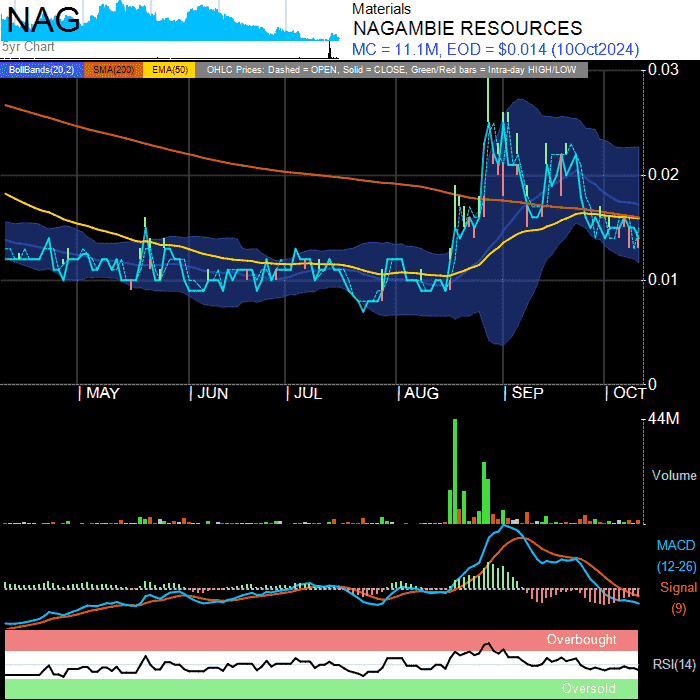 NAG
5yr Chart
Materials
NAGAMBIE RESOURCES
MC = 11.1M, EOD = $0.014 (10Oct2024)
BollBands(20,2) SMA(200) EMA(50) OHLC Prices: Dashed = OPEN, Solid = CLOSE, Green/Red bars = Intra-day HIGH/LOW
0.03
0.02
0.01
0
| MAY | JUN | JUL | AUG | SEP | OCT
44M
Volume
MACD
(12-26)
Signal
(9)
Overbought
RSI(14)
Oversold